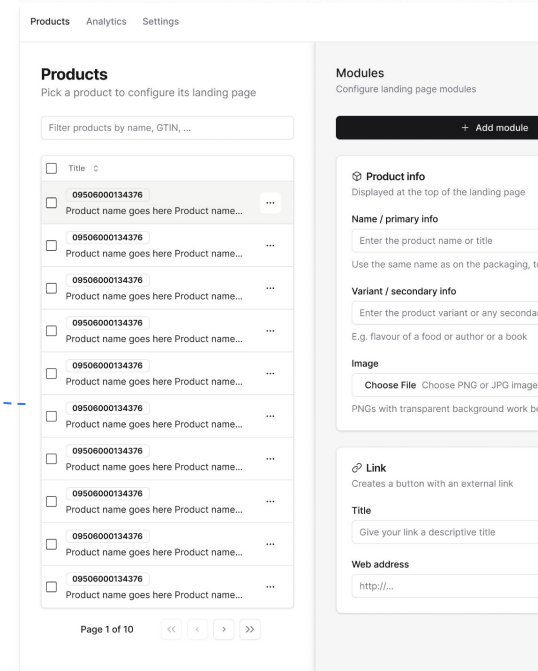 Products Analytics Settings
Products
Pick a product to configure its landing page
Filter products by name, GTIN, ...
Title
09506000134376
Product name goes here Product name...
09506000134376
Product name goes here Product name...
09506000134376
Product name goes here Product name...
09506000134376
Product name goes here Product name...
09506000134376
Product name goes here Product name...
09506000134376
Product name goes here Product name...
09506000134376
Product name goes here Product name...
09506000134376
Product name goes here Product name...
09506000134376
Product name goes here Product name...
09506000134376
Product name goes here Product name...
Page 1 of 10
Modules
Configure landing page modules
+ Add module
Product info
Displayed at the top of the landing page
Name / primary info
Enter the product name or title
Use the same name as on the packaging,
Variant / secondary info
Enter the product variant or any
E.g. flavour of a food or author or a book
Image
Choose File Choose PNG or JPG image
PNGs with transparent background work
Link
Creates a button with an external link
Title
Give your link a descriptive title
Web address
http://...